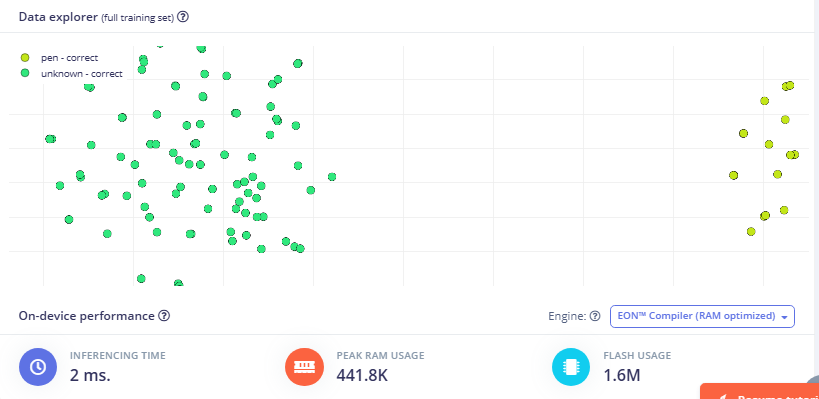 Data explorer (full training set) ?
pen - correct
unknown - correct
On-device performance ?
Engine: ? EON™ Compiler (RAM optimized)
INFERENCING TIME
2 ms.
PEAK RAM USAGE
441.8K
FLASH USAGE
1.6M